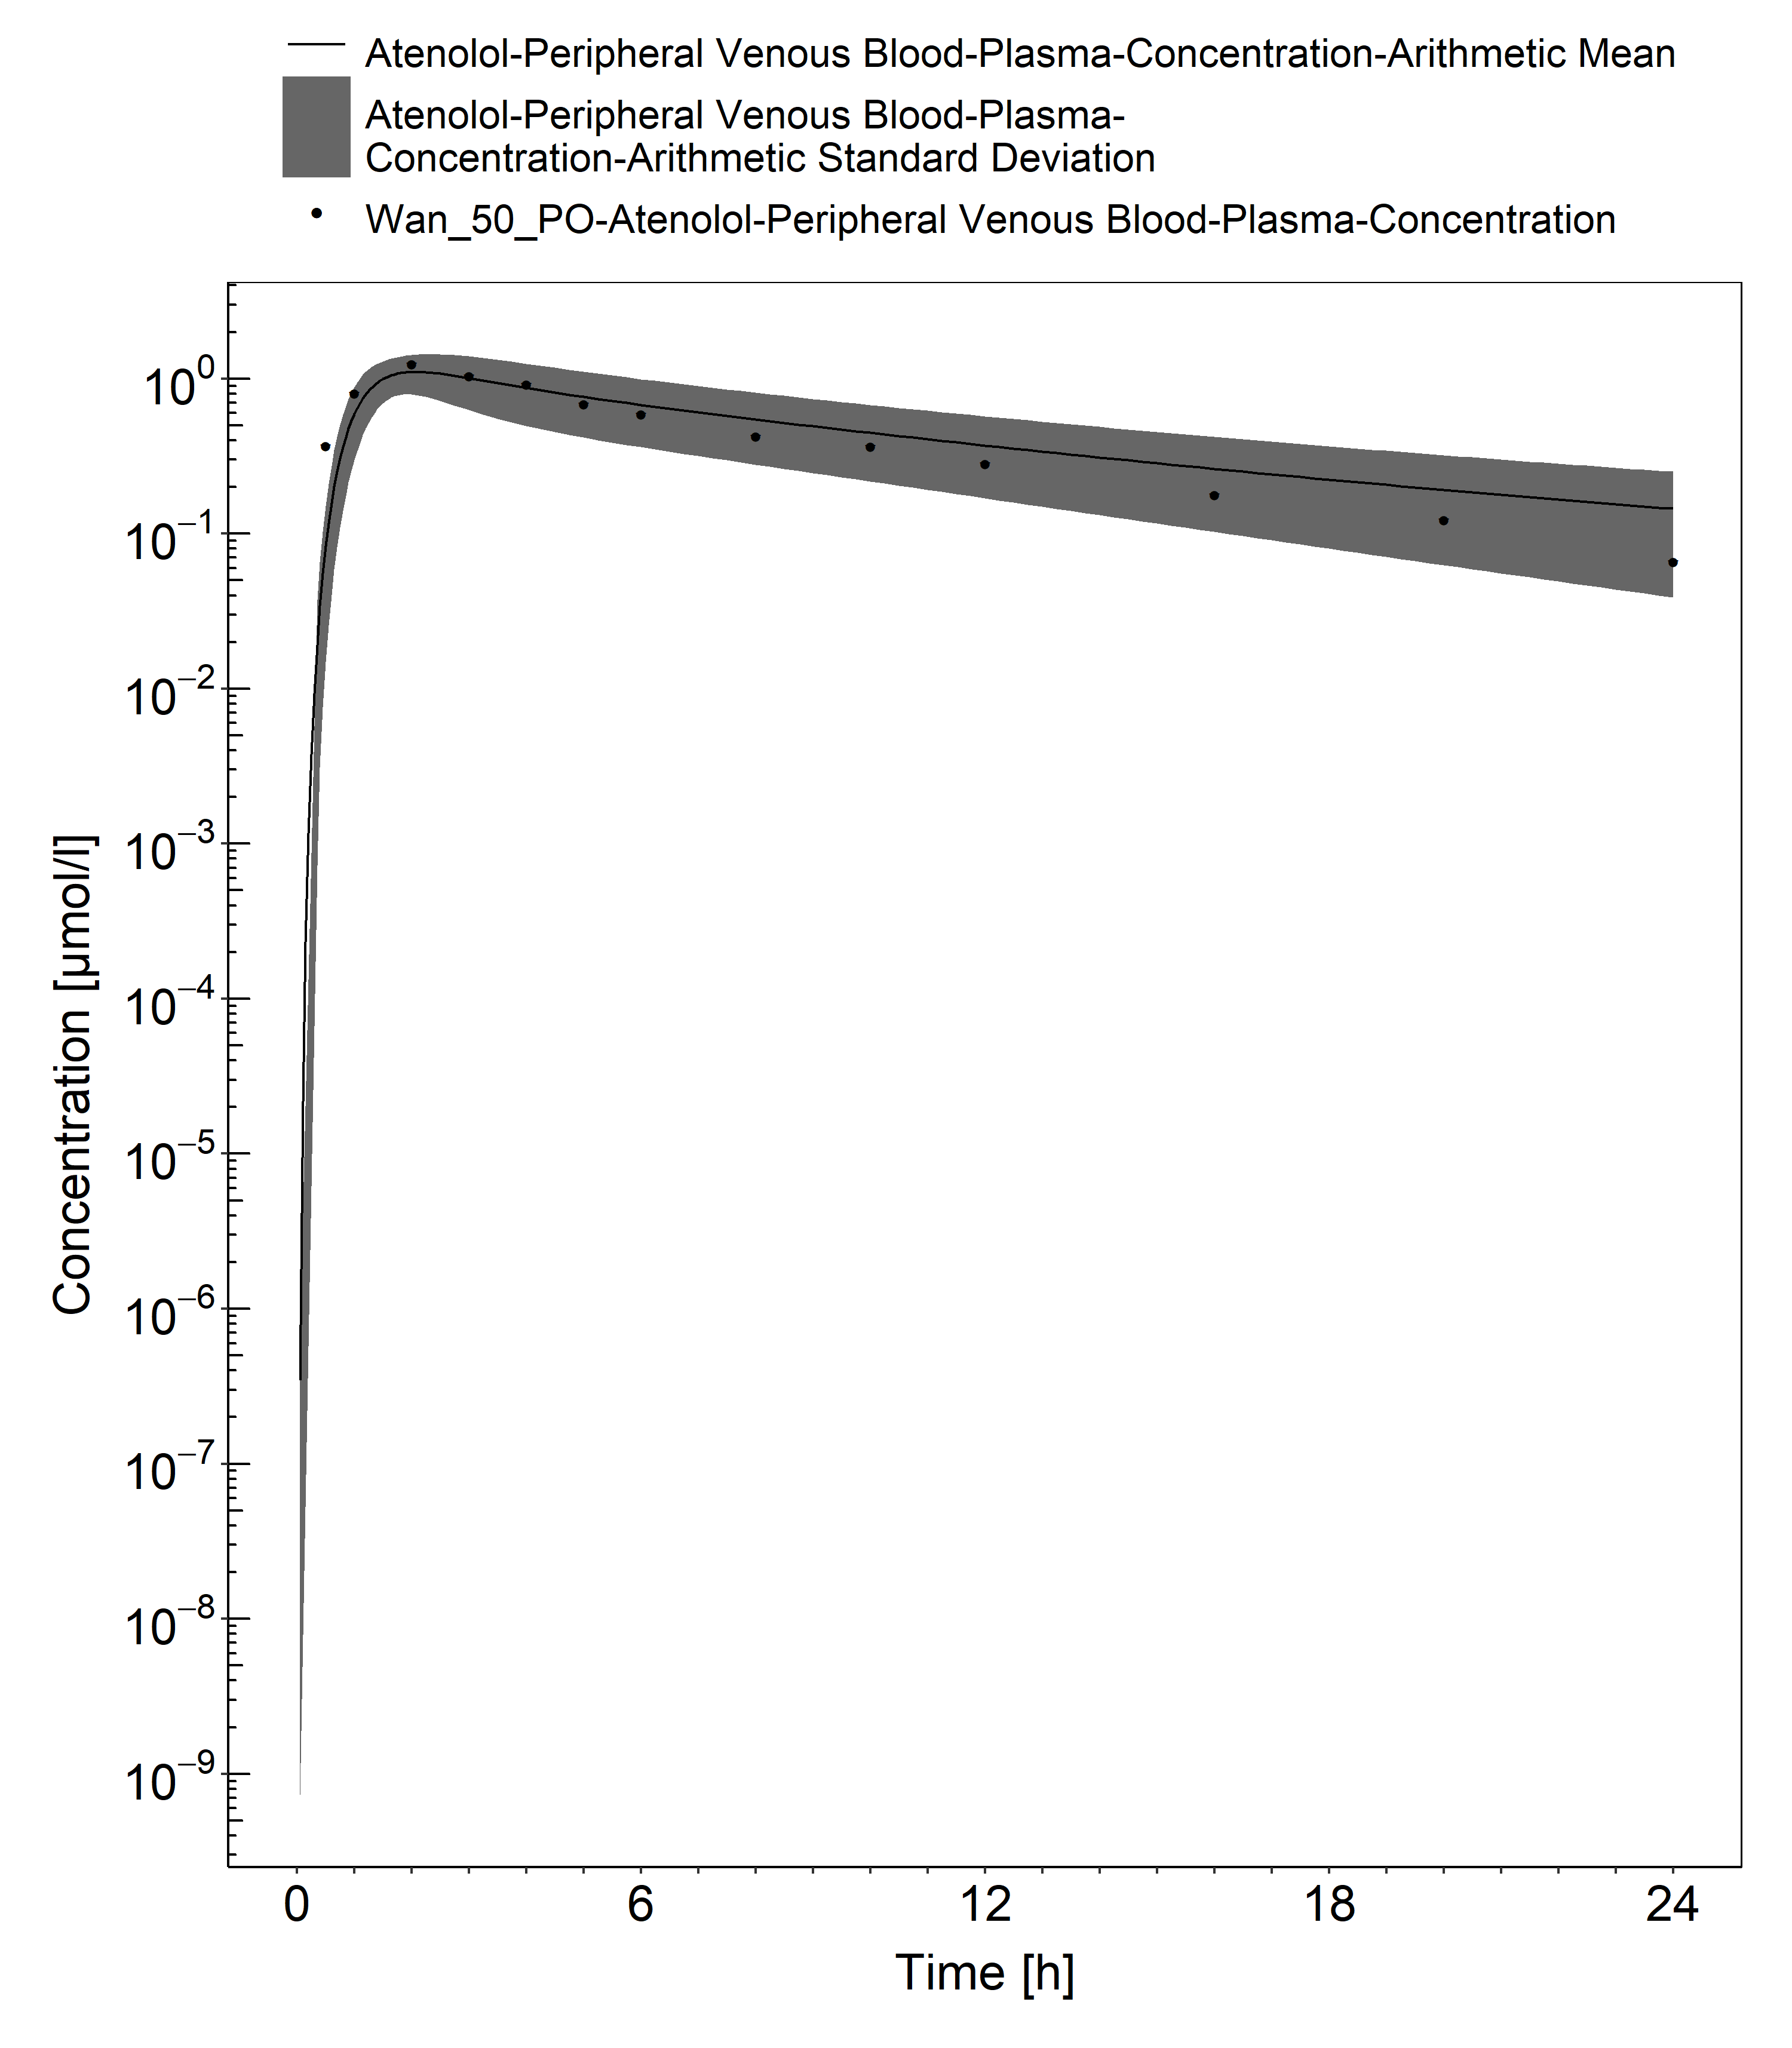 Atenolol-Peripheral Venous Blood-Plasma-Concentration-Arithmetic Mean
Atenolol-Peripheral Venous Blood-Plasma-
Concentration-Arithmetic Standard Deviation
Wan_50_PO-Atenolol-Peripheral Venous Blood-Plasma-Concentration
10⁰
10⁻¹
10⁻²
10⁻³
10⁻⁴
10⁻⁵
10⁻⁶
10⁻⁷
10⁻⁸
10⁻⁹
Concentration [µmol/l]
0 6 12 18 24
Time [h]